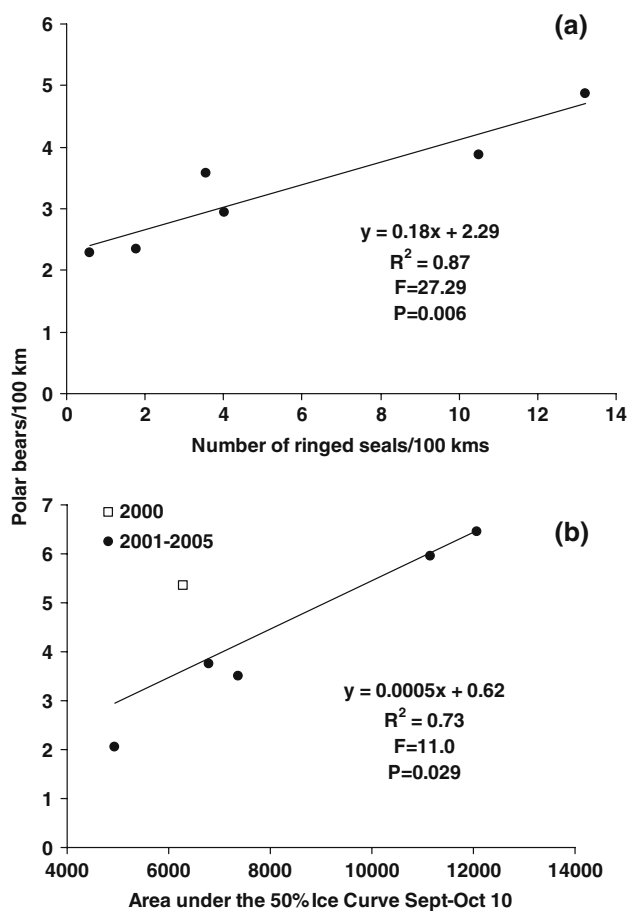 (a)
6
5
4
3
2
1
0
0 2 4 6 8 10 12 14
y = 0.18x + 2.29
R² = 0.87
F=27.29
P=0.006
Number of ringed seals/100 kms
Polar bears/100 km
(b)
2000
2001-2005
7
6
5
4
3
2
1
0
4000 6000 8000 10000 12000 14000
y = 0.0005x + 0.62
R² = 0.73
F=11.0
P=0.029
Area under the 50%Ice Curve Sept-Oct 10